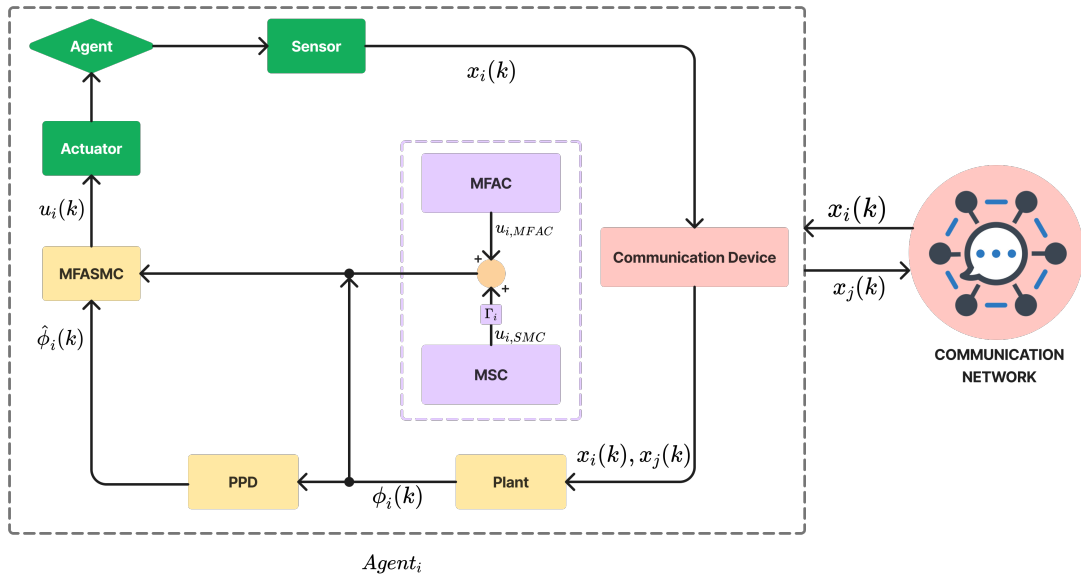 Agent
Sensor
x_i(k)
Actuator
MFAC
u_i(k)
u_{i,MFAC}
x_i(k)
MFASMC
+
Communication Device
+
x_j(k)
Γ_i
\hat{ϕ}_i(k)
u_{i,SMC}
COMMUNICATION
NETWORK
MSC
x_i(k), x_j(k)
PPD
ϕ_i(k)
Plant
Agent_i